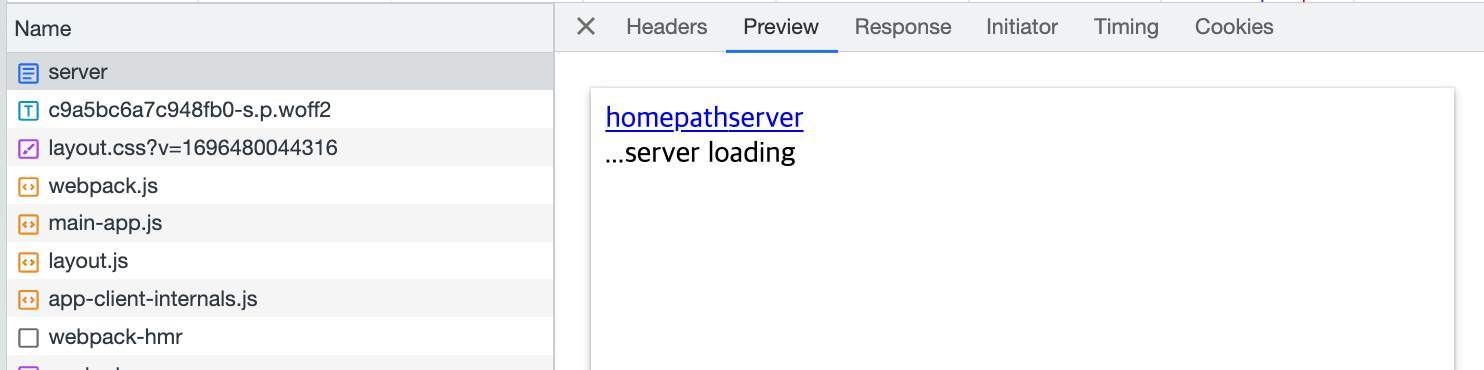 Name
server
c9a5bc6a7c948fb0-s.p.woff2
layout.css?v=1696480044316
webpack.js
main-app.js
layout.js
app-client-internals.js
webpack-hmr
Headers Preview Response Initiator Timing Cookies
homepathserver
...server loading